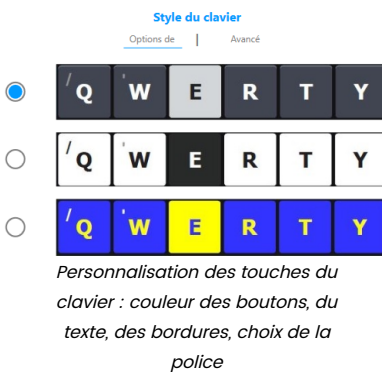 Style du clavier
Options de | Avancé
/ Q ' W E R T Y
/ Q ' W E R T Y
/ Q ' W E R T Y
Personnalisation des touches du
clavier : couleur des boutons, du
texte, des bordures, choix de la
police